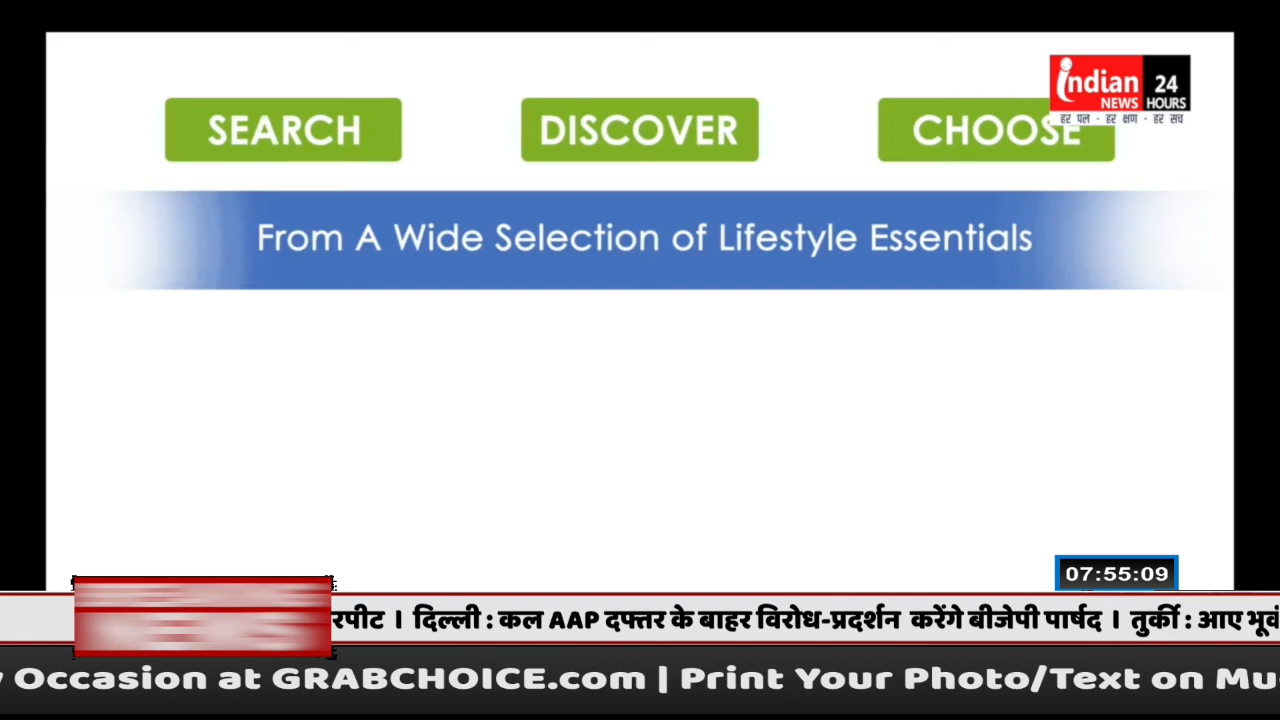 indian
NEWS
24
HOURS
हर पल - हर क्षण - हर सच
SEARCH
DISCOVER
CHOOSE
From A Wide Selection of Lifestyle Essentials
07:55:09
रपीट । दिल्ली : कल AAP दफ्तर के बाहर विरोध-प्रदर्शन करेंगे बीजेपी पार्षद । तुर्की : आए
Occasion at GRABCHOICE.com | Print Your Photo/Text on